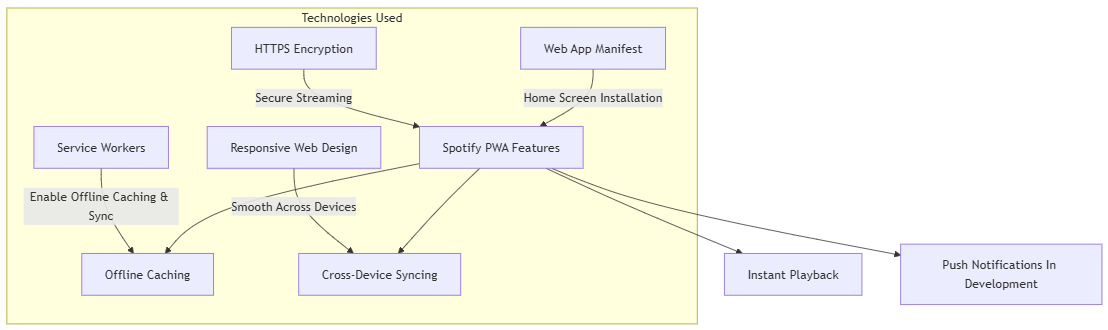 Technologies Used
HTTPS Encryption
Web App Manifest
Secure Streaming
Home Screen Installation
Service Workers
Responsive Web Design
Spotify PWA Features
Enable Offline Caching &
Sync
Smooth Across Devices
Offline Caching
Cross-Device Syncing
Instant Playback
Push Notifications In
Development